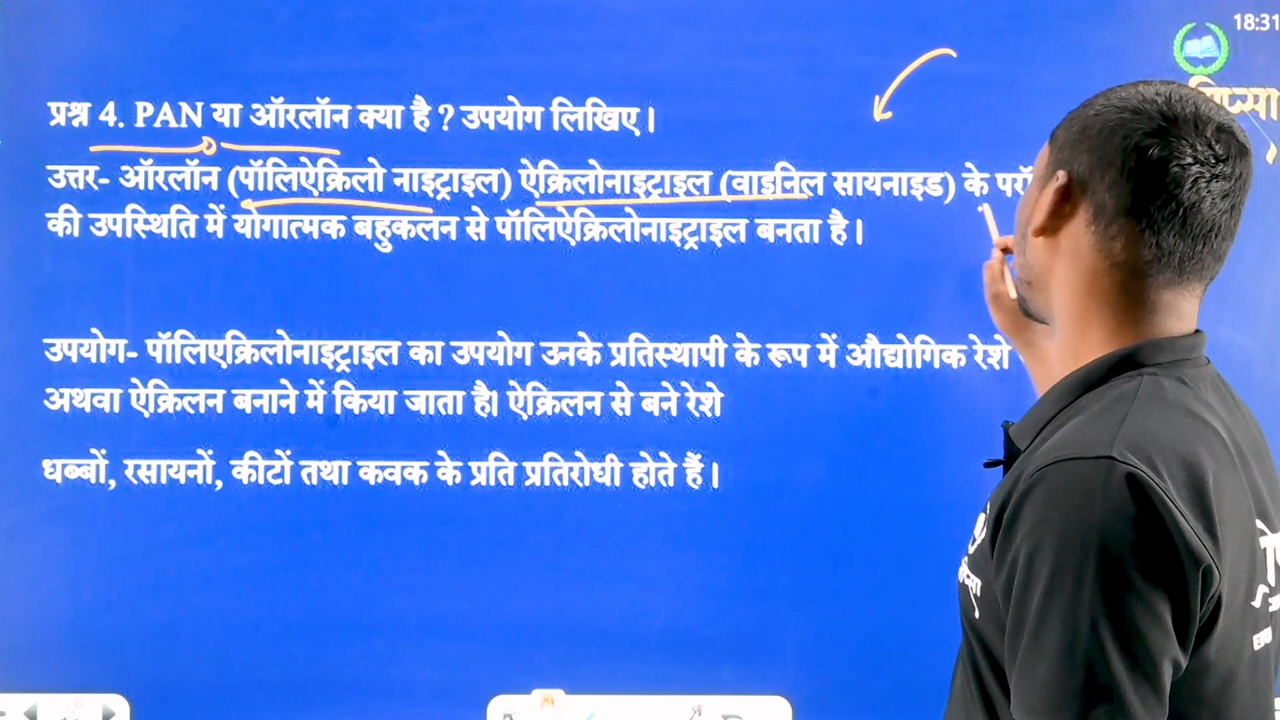 18:31
प्रश्न 4. PAN या ऑरलॉन क्या है ? उपयोग लिखिए।
उत्तर- ऑरलॉन (पॉलिऐक्रिलो नाइट्राइल) ऐक्रिलोनाइट्राइल (वाइनिल सायनाइड) के
की उपस्थिति में योगात्मक बहुकलन से पॉलिऐक्रिलोनाइट्राइल बनता है।
उपयोग- पॉलिएक्रिलोनाइट्राइल का उपयोग उनके प्रतिस्थापी के रूप में औद्योगिक रेशे
अथवा ऐक्रिलन बनाने में किया जाता है। ऐक्रिलन से बने रेशे
धब्बों, रसायनों, कीटों तथा कवक के प्रति प्रतिरोधी होते हैं।